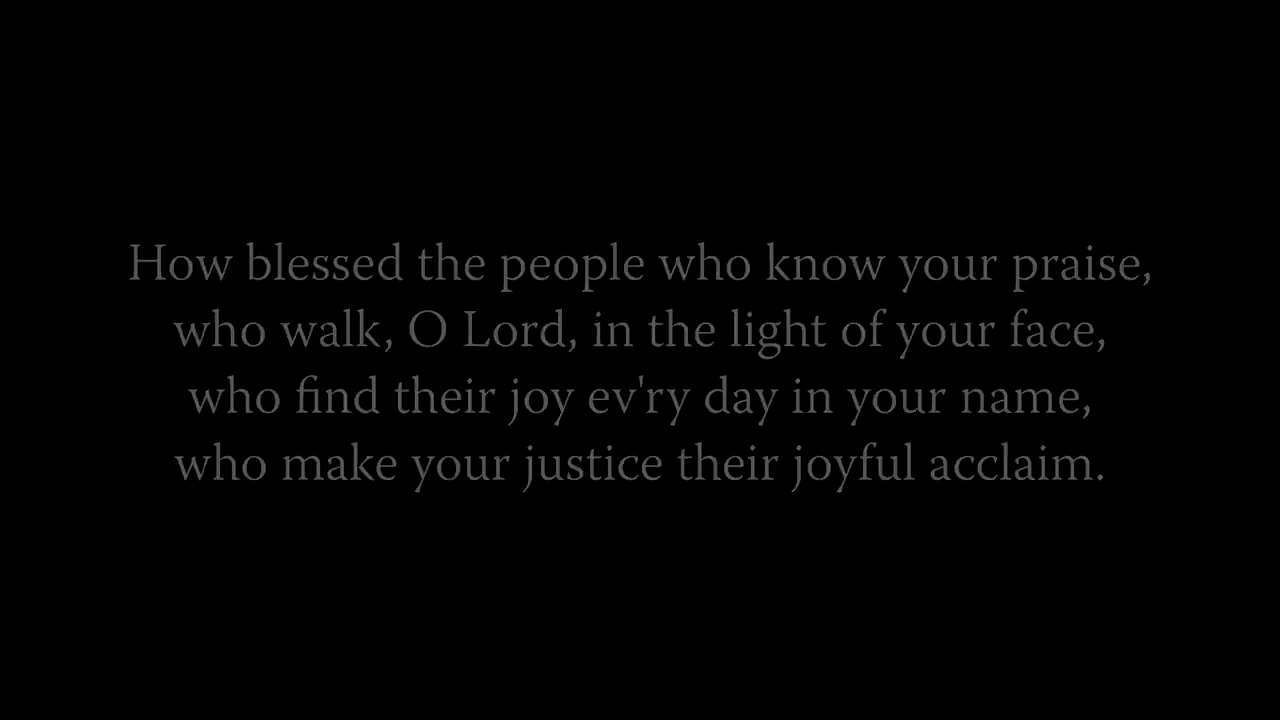 How blessed the people who know your praise,
who walk, O Lord, in the light of your face,
who find their joy ev'ry day in your name,
who make your justice their joyful acclaim.